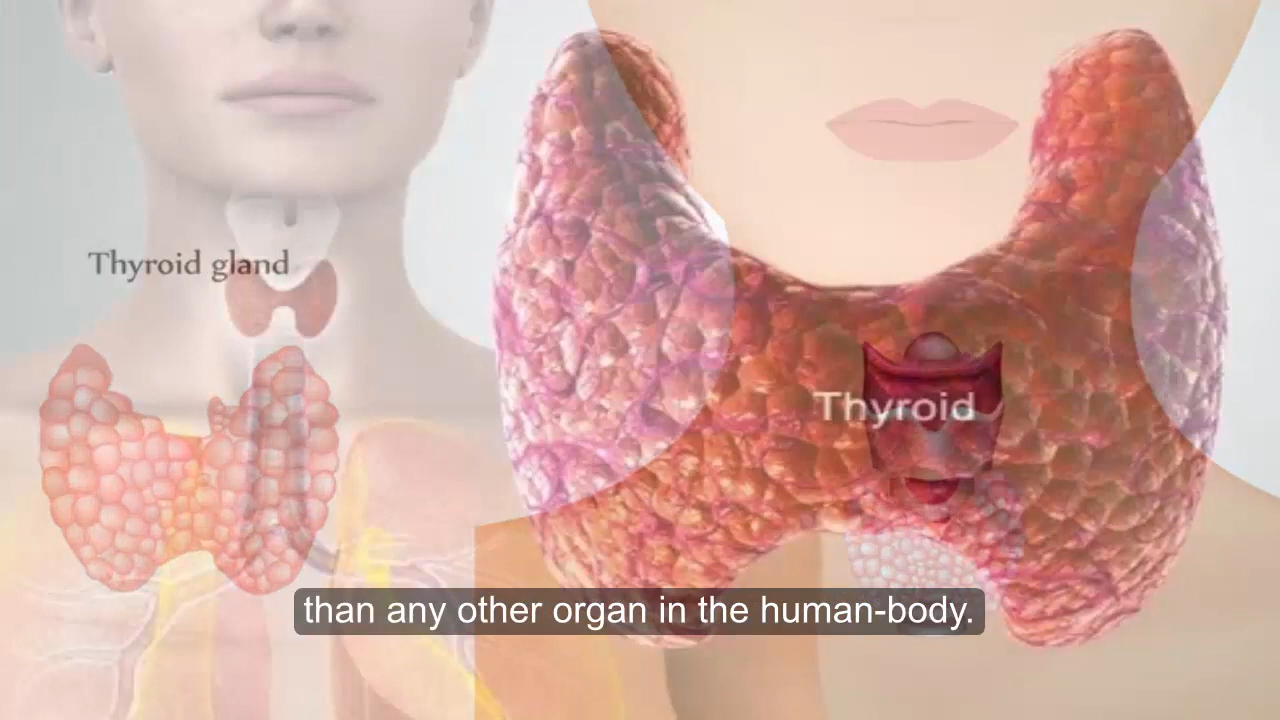 Thyroid gland
Thyroid
than any other organ in the human-body.